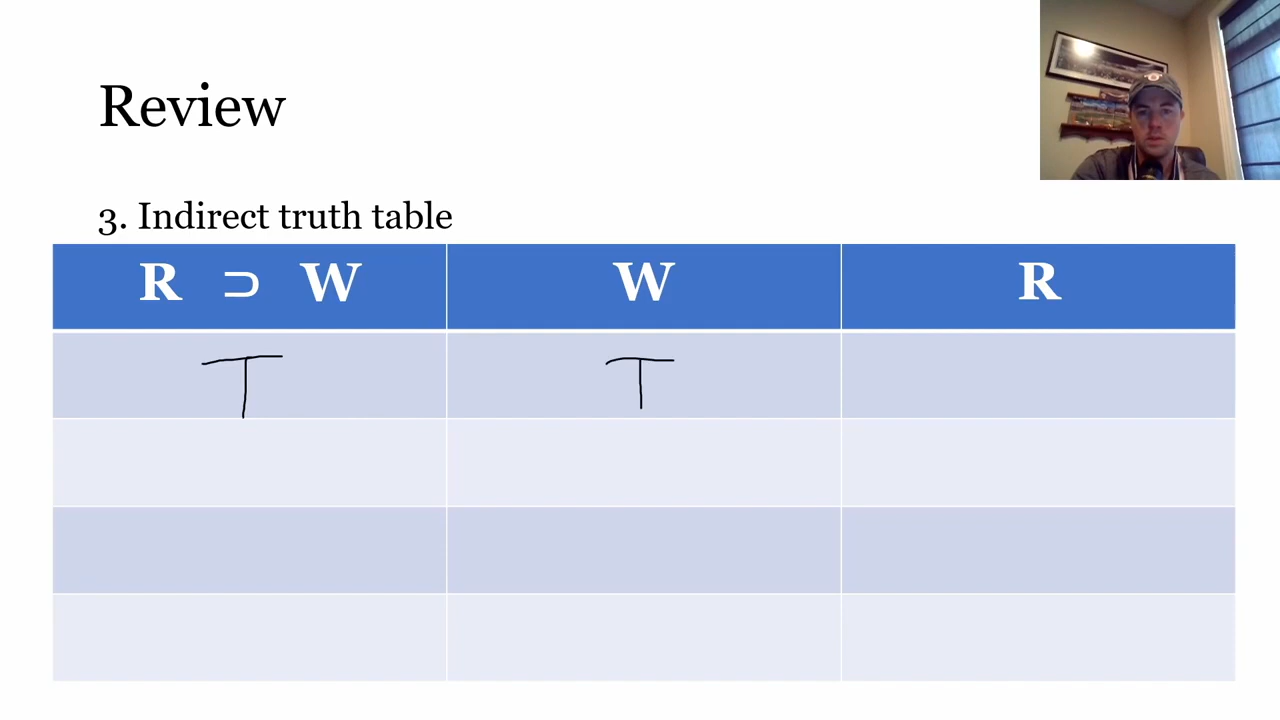 Review
3. Indirect truth table
R ⊃ W W R
T T